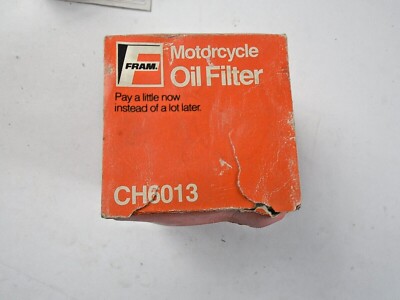 FRAM.
Motorcycle
Oil Filter
Pay a little now
instead of a lot later.
CH6013